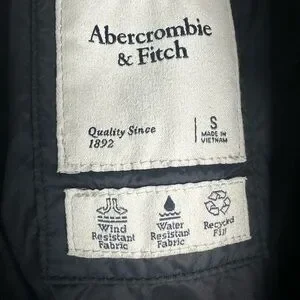 Abercrombie
& Fitch
Quality Since
1892
S
MADE IN
VIETNAM
Wind
Resistant
Fabric
Water
Resistant
Fabric
Recycled
Fill